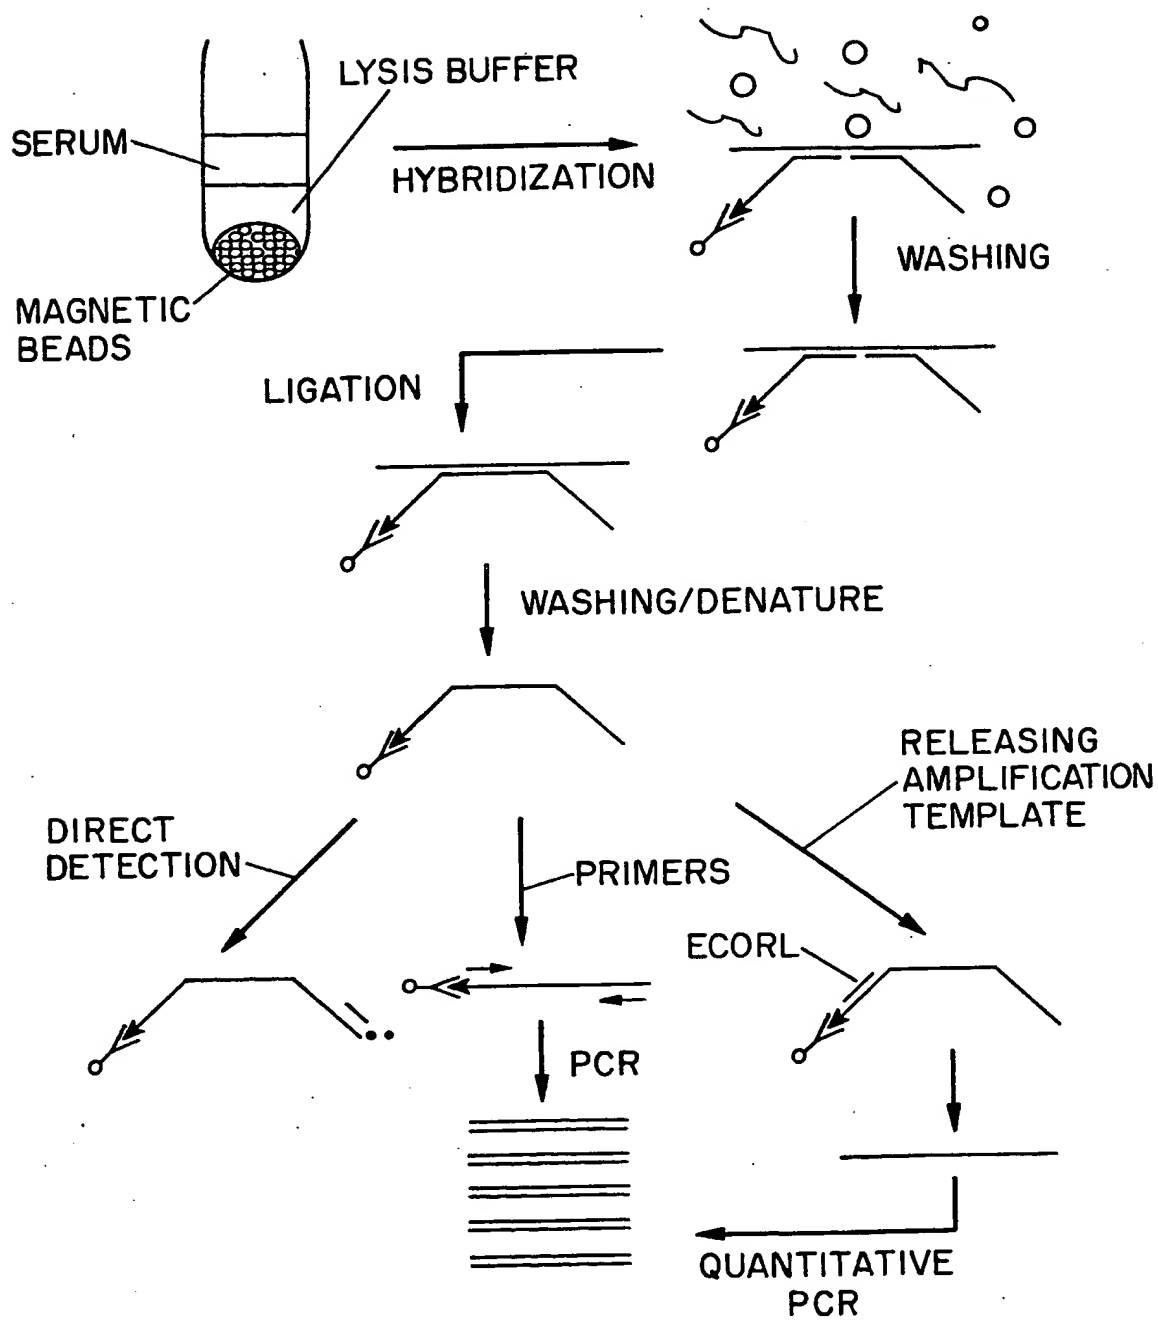 LYSIS BUFFER
SERUM
HYBRIDIZATION
MAGNETIC
BEADS
WASHING
LIGATION
WASHING/DENATURE
RELEASING
AMPLIFICATION
TEMPLATE
DIRECT
DETECTION
PRIMERS
ECORL
PCR
QUANTITATIVE
PCR